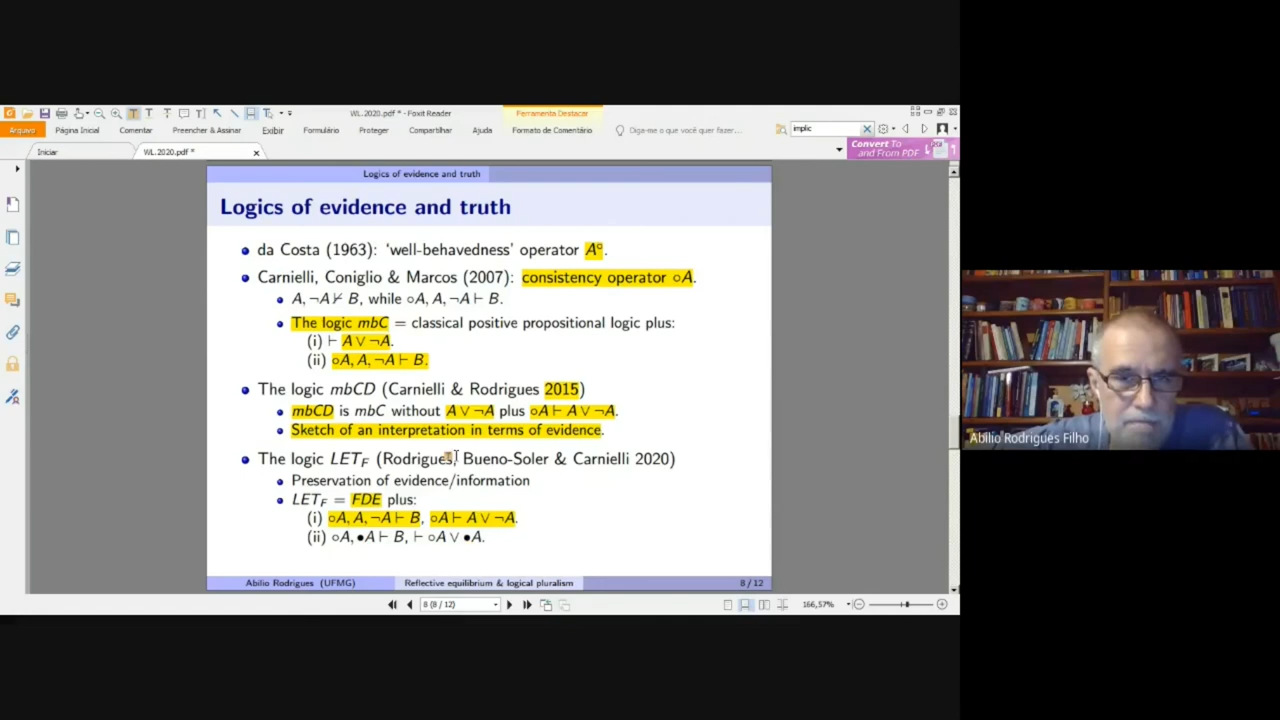 WL.2020.pdf * - Foxit Reader
Ferramenta Destacar
Arquivo Página Inicial Comentar Preencher & Assinar Exibir Formulário Proteger Compartilhar Ajuda Formato de Comentário Diga-me o que você quer fazer... implic
Iniciar WL.2020.pdf *
Convert To
and From PDF
Logics of evidence and truth
Logics of evidence and truth
da Costa (1963): ‘well-behavedness’ operator A°.
Carnielli, Coniglio & Marcos (2007): consistency operator ∘A.
A, ¬A ⊬ B, while ∘A, A, ¬A ⊢ B.
The logic mbC = classical positive propositional logic plus:
(i) ⊢ A ∨ ¬A.
(ii) ∘A, A, ¬A ⊢ B.
The logic mbCD (Carnielli & Rodrigues 2015)
mbCD is mbC without A ∨ ¬A plus ∘A ⊢ A ∨ ¬A.
Sketch of an interpretation in terms of evidence.
The logic LET_F (Rodrigues, Bueno-Soler & Carnielli 2020)
Preservation of evidence/information
LET_F = FDE plus:
(i) ∘A, A, ¬A ⊢ B, ∘A ⊢ A ∨ ¬A.
(ii) ∘A, •A ⊢ B, ⊢ ∘A ∨ •A.
Abilio Rodrigues (UFMG) Reflective equilibrium & logical pluralism 8 / 12
8 (8 / 12) 166,57%
Abílio Rodrigues Filho